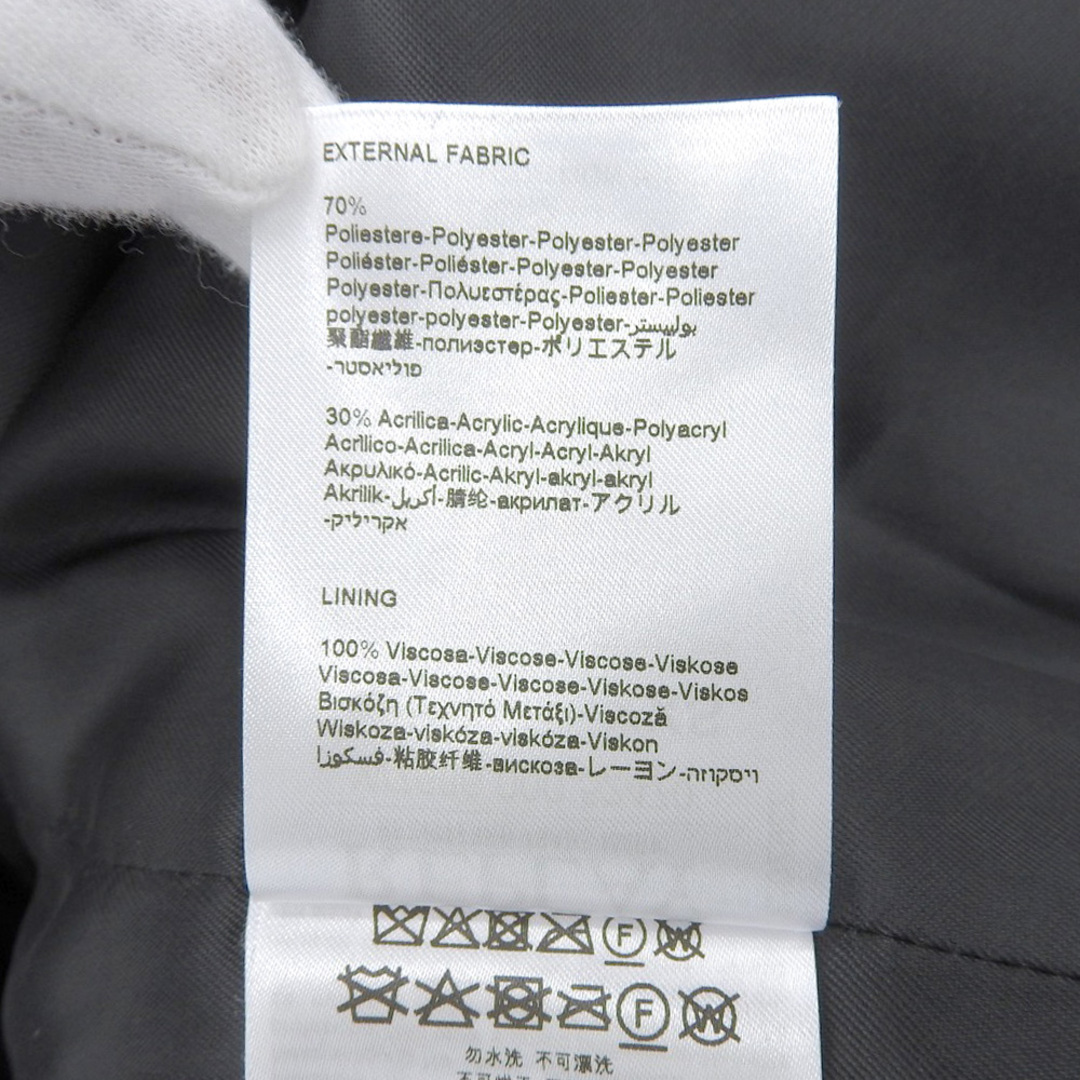 EXTERNAL FABRIC
70%
Poliestere-Polyester-Polyester-Polyester
Poliéster-Poliéster-Polyester-Polyester
Polyester-Πολυεστέρας-Poliester-Poliester
polyester-polyester-Polyester-بولييستر
聚酯纖維-полиэстер-ポリエステル
-פוליאסטר
30% Acrilica-Acrylic-Acrylique-Polyacryl
Acrílico-Acrílica-Acryl-Acryl-Akryl
Ακρυλικό-Acrilic-Akryl-akryl-akryl
Akrilik-أكريل-腈纶-акрилат-アクリル
-אקריליק
LINING
100% Viscosa-Viscose-Viscose-Viskose
Viscosa-Viscose-Viscose-Viskose-Viskos
Βισκόζη (Τεχνητό Μετάξι)-Viscoză
Wiskoza-viskóza-viskóza-Viskon
فسكوزا-粘胶纤维-вискоза-レーヨン-ויסקוזה
F W
F W
勿水洗 不可漂洗